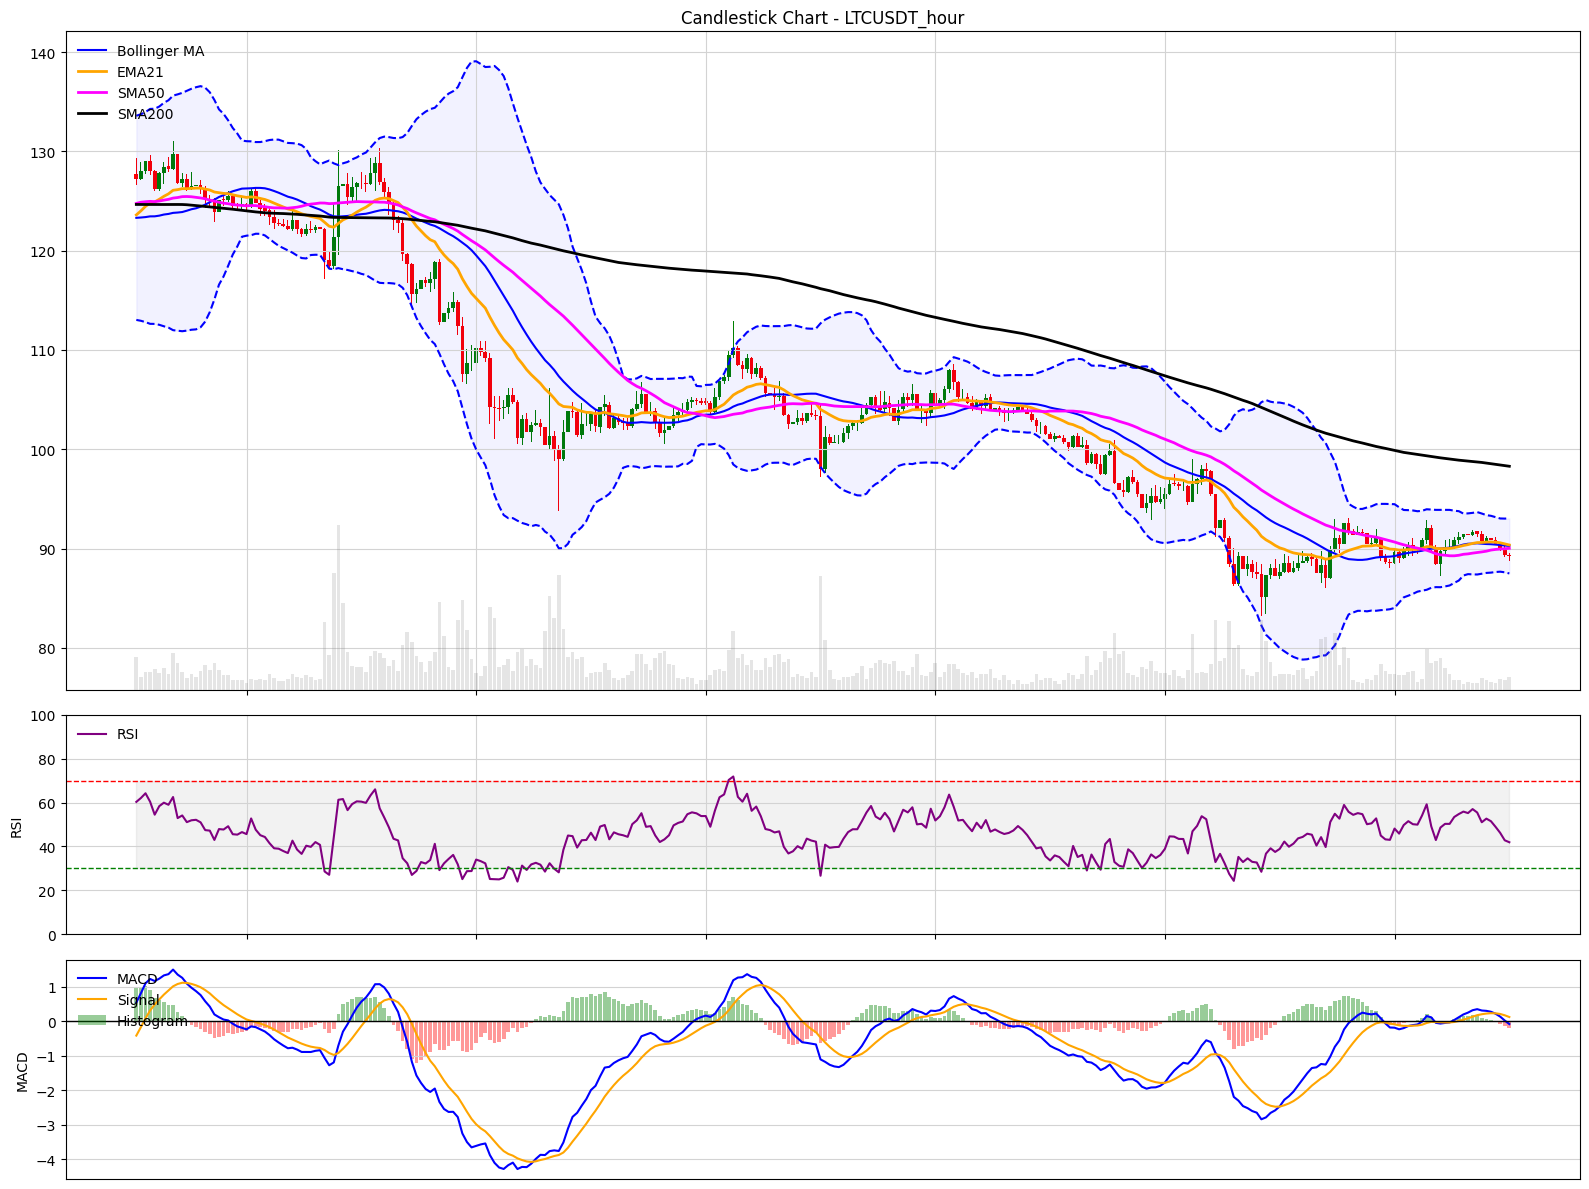 Candlestick Chart - LTCUSDT_hour
140
130
120
110
100
90
80
Bollinger MA
EMA21
SMA50
SMA200
100
80
60
40
20
0
RSI
RSI
1
0
−1
−2
−3
−4
MACD
MACD
Signal
Histogram